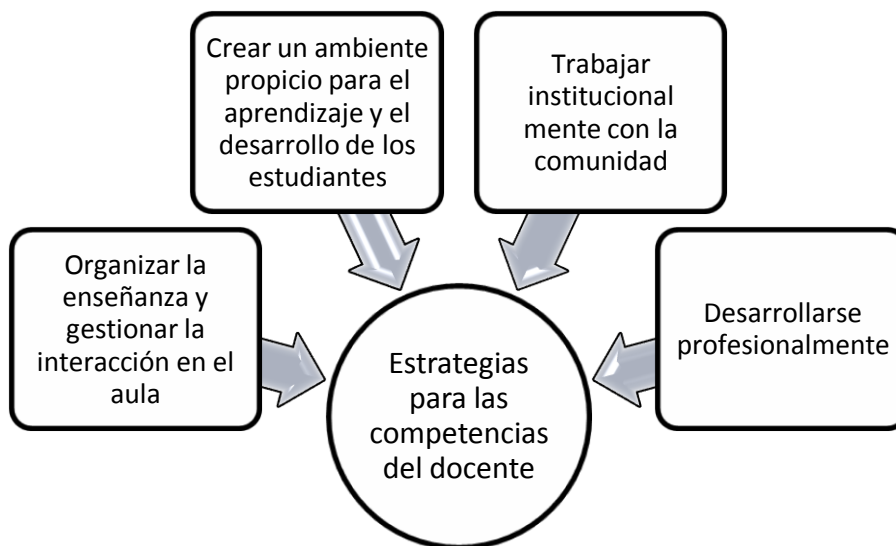 Crear un ambiente
propicio para el
aprendizaje y el
desarrollo de los
estudiantes
Trabajar
institucional
mente con la
comunidad
Organizar la
enseñanza y
gestionar la
interacción en el
aula
Desarrollarse
profesionalmente
Estrategias
para las
competencias
del docente